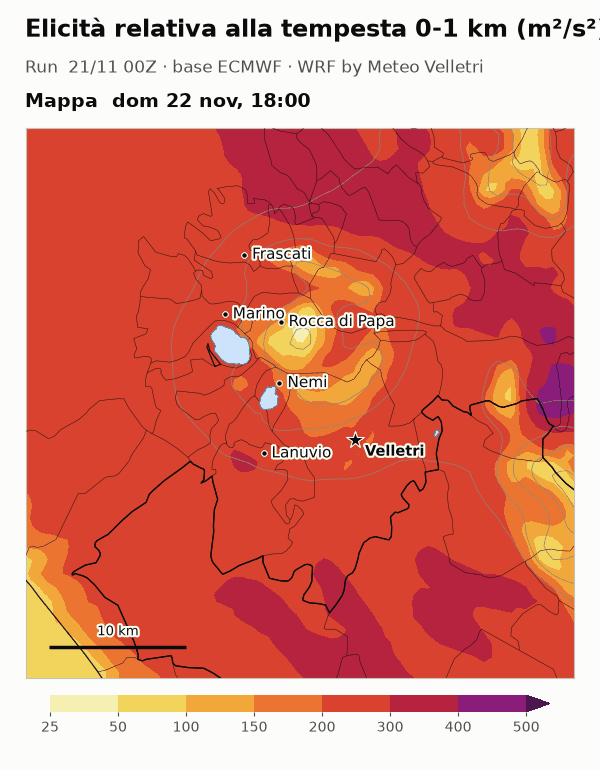 Elicità relativa alla tempesta 0-1 km (m²/s²)
Run  21/11 00Z · base ECMWF · WRF by Meteo Velletri
Mappa  dom 22 nov, 18:00
Frascati
Marino
Rocca di Papa
Nemi
Velletri
Lanuvio
10 km
25 50 100 150 200 300 400 500